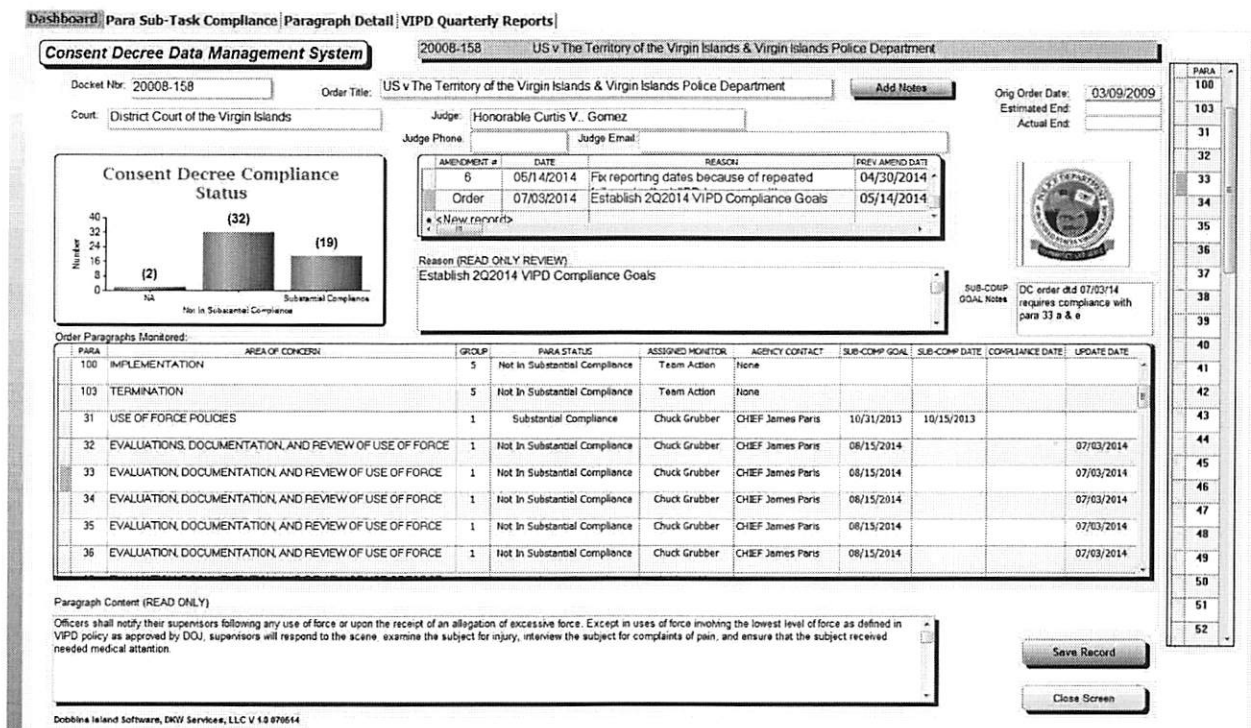 Dashboard Para Sub-Task Compliance Paragraph Detail VIPD Quarterly Reports
Consent Decree Data Management System
20008-158 US v The Territory of the Virgin Islands & Virgin Islands Police Department
Docket Nbr: 20008-158
Order Title: US v The Territory of the Virgin Islands & Virgin Islands Police Department
Add Notes
Orig Order Date: 03/09/2009
Estimated End:
Actual End:
Court: District Court of the Virgin Islands
Judge: Honorable Curtis V.. Gomez
Judge Phone Judge Email
AMENDMENT # DATE REASON PREV AMEND DATE
6 05/14/2014 Fix reporting dates because of repeated 04/30/2014
Order 07/03/2014 Establish 2Q2014 VIPD Compliance Goals 05/14/2014
<New record>
Consent Decree Compliance
Status
Number
40
32
24
16
8
0
(2)
(32)
(19)
NA
Not In Substantial Compliance
Substantial Compliance
Reason (READ ONLY REVIEW)
Establish 2Q2014 VIPD Compliance Goals
SUB-COMP
GOAL Notes
DC order dtd 07/03/14
requires compliance with
para 33 a & e
Order Paragraphs Monitored:
PARA AREA OF CONCERN GROUP PARA STATUS ASSIGNED MONITOR AGENCY CONTACT SUB-COMP GOAL SUB-COMP DATE COMPLIANCE DATE UPDATE DATE
100 IMPLEMENTATION 5 Not In Substantial Compliance Team Action None
103 TERMINATION 5 Not In Substantial Compliance Team Action None
31 USE OF FORCE POLICIES 1 Substantial Compliance Chuck Grubber CHIEF James Paris 10/31/2013 10/15/2013
32 EVALUATIONS, DOCUMENTATION, AND REVIEW OF USE OF FORCE 1 Not In Substantial Compliance Chuck Grubber CHIEF James Paris 08/15/2014 07/03/2014
33 EVALUATION, DOCUMENTATION, AND REVIEW OF USE OF FORCE 1 Not In Substantial Compliance Chuck Grubber CHIEF James Paris 08/15/2014 07/03/2014
34 EVALUATION, DOCUMENTATION, AND REVIEW OF USE OF FORCE 1 Not In Substantial Compliance Chuck Grubber CHIEF James Paris 08/15/2014 07/03/2014
35 EVALUATION, DOCUMENTATION, AND REVIEW OF USE OF FORCE 1 Not In Substantial Compliance Chuck Grubber CHIEF James Paris 08/15/2014 07/03/2014
36 EVALUATION, DOCUMENTATION, AND REVIEW OF USE OF FORCE 1 Not In Substantial Compliance Chuck Grubber CHIEF James Paris 08/15/2014 07/03/2014
Paragraph Content (READ ONLY)
Officers shall notify their supervisors following any use of force or upon the receipt of an allegation of excessive force. Except in uses of force involving the lowest level of force as defined in
VIPD policy as approved by DOJ, supervisors will respond to the scene, examine the subject for injury, interview the subject for complaints of pain, and ensure that the subject received
needed medical attention.
Save Record
Close Screen
Dobbins Island Software, DKW Services, LLC V 1.0 070614
PARA
100
103
31
32
33
34
35
36
37
38
39
40
41
42
43
44
45
46
47
48
49
50
51
52